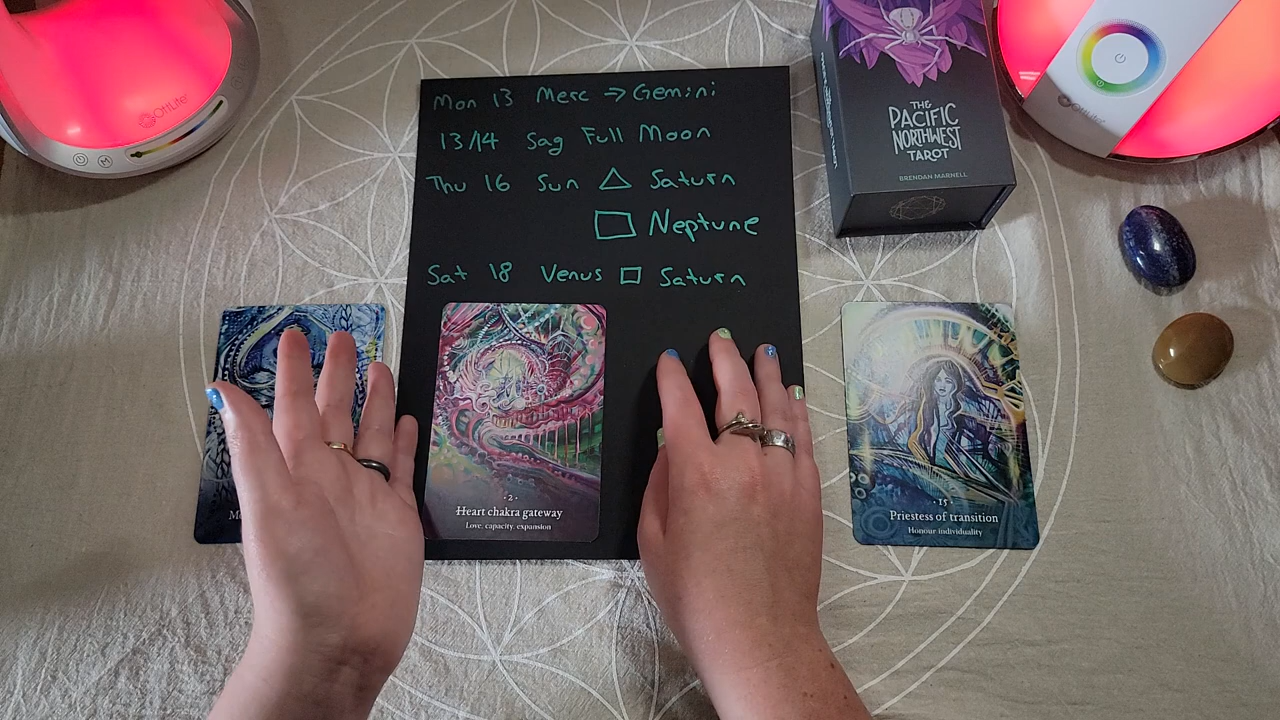 Mon 13 Merc → Gemini
13/14 Sag Full Moon
Thu 16 Sun △ Saturn
□ Neptune
Sat 18 Venus □ Saturn
THE
PACIFIC
NORTHWEST
TAROT
BRENDAN MARNELL
OttLite
M
· 2 ·
Heart chakra gateway
Love, capacity, expansion
· 15 ·
Priestess of transition
Honour individuality